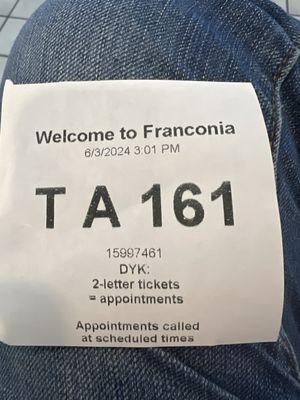 Welcome to Franconia
6/3/2024 3:01 PM
T A 161
15997461
DYK:
2-letter tickets
= appointments
Appointments called
at scheduled times